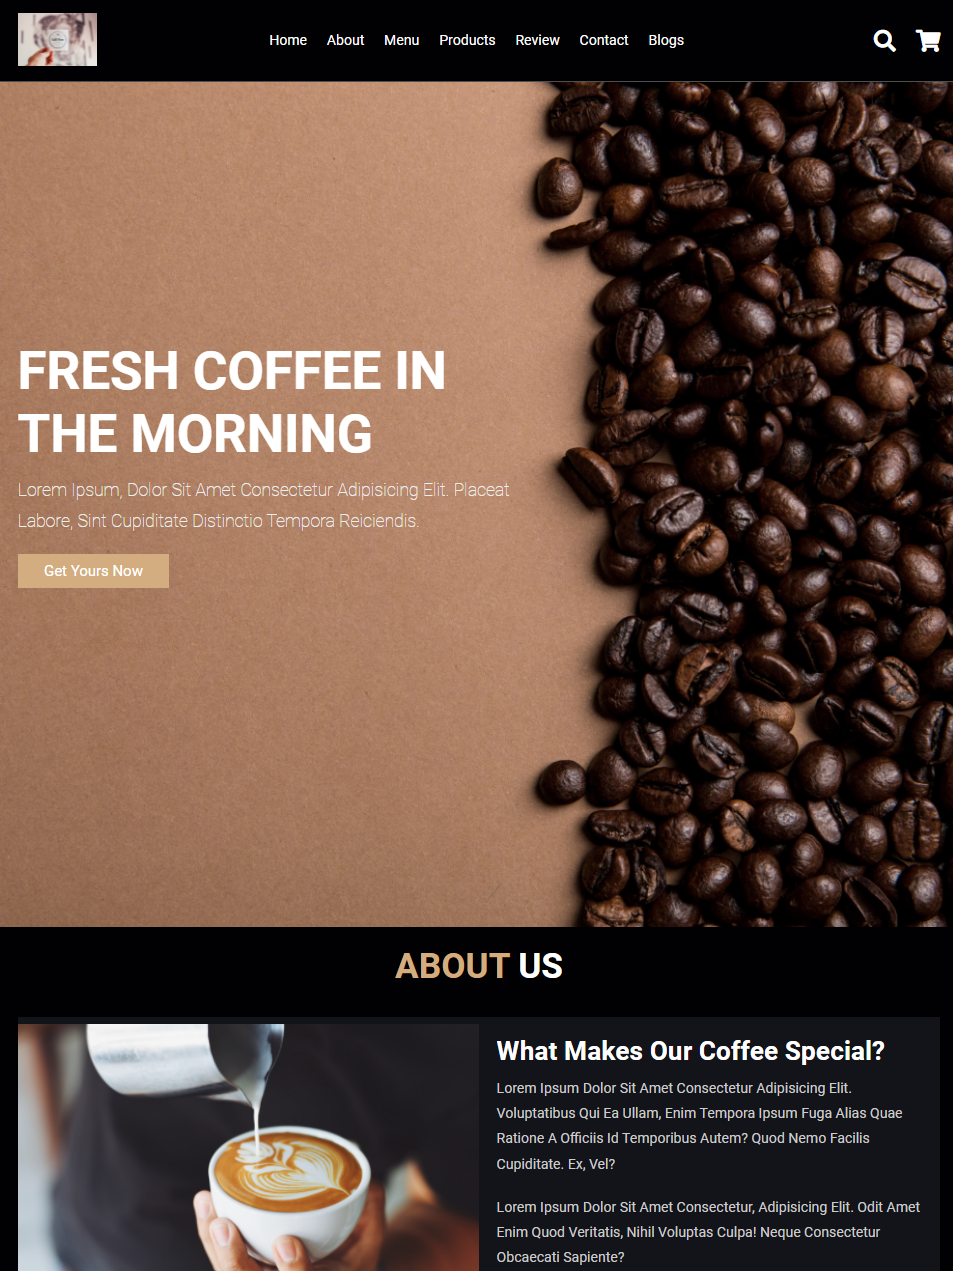 Home About Menu Products Review Contact Blogs
FRESH COFFEE IN
THE MORNING
Lorem Ipsum, Dolor Sit Amet Consectetur Adipisicing Elit. Placeat
Labore, Sint Cupiditate Distinctio Tempora Reiciendis.
Get Yours Now
ABOUT US
What Makes Our Coffee Special?
Lorem Ipsum Dolor Sit Amet Consectetur Adipisicing Elit.
Voluptatibus Qui Ea Ullam, Enim Tempora Ipsum Fuga Alias Quae
Ratione A Officiis Id Temporibus Autem? Quod Nemo Facilis
Cupiditate. Ex, Vel?
Lorem Ipsum Dolor Sit Amet Consectetur, Adipisicing Elit. Odit Amet
Enim Quod Veritatis, Nihil Voluptas Culpa! Neque Consectetur
Obcaecati Sapiente?